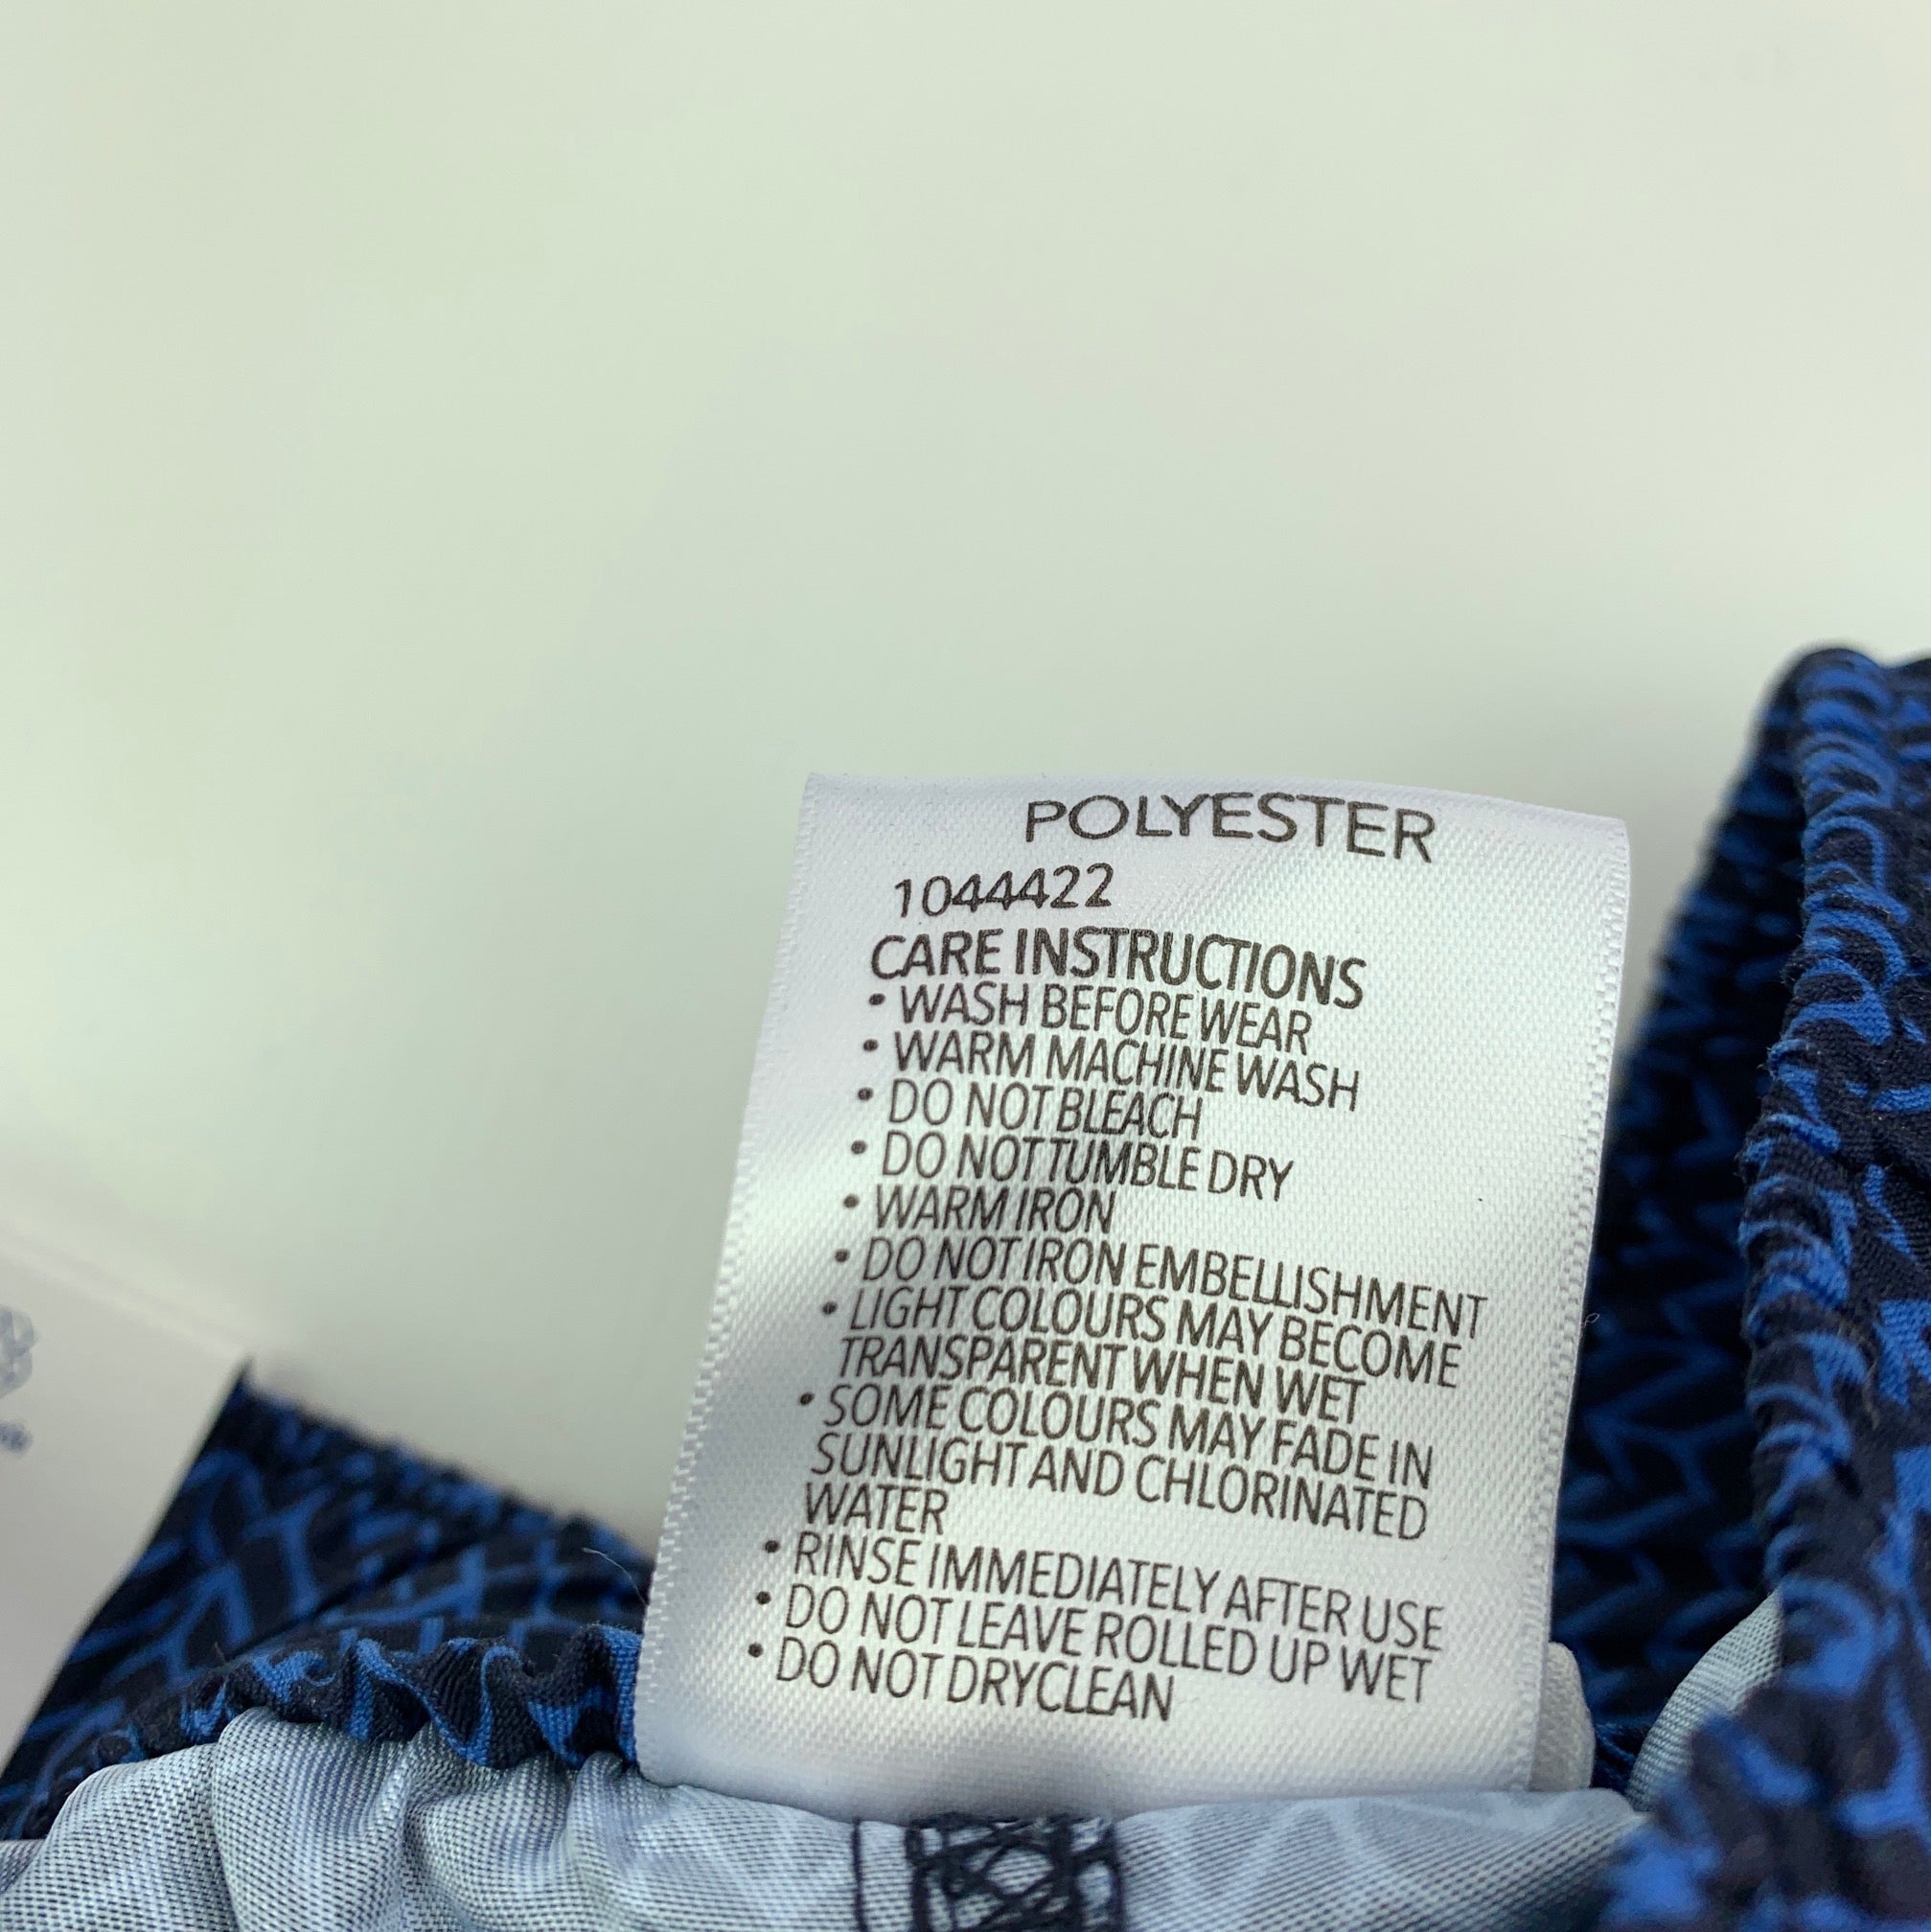 POLYESTER
1044422
CARE INSTRUCTIONS
• WASH BEFORE WEAR
• WARM MACHINE WASH
• DO NOT BLEACH
• DO NOT TUMBLE DRY
• WARM IRON
• DO NOT IRON EMBELLISHMENT
• LIGHT COLOURS MAY BECOME
TRANSPARENT WHEN WET
• SOME COLOURS MAY FADE IN
SUNLIGHT AND CHLORINATED
WATER
• RINSE IMMEDIATELY AFTER USE
• DO NOT LEAVE ROLLED UP WET
• DO NOT DRYCLEAN